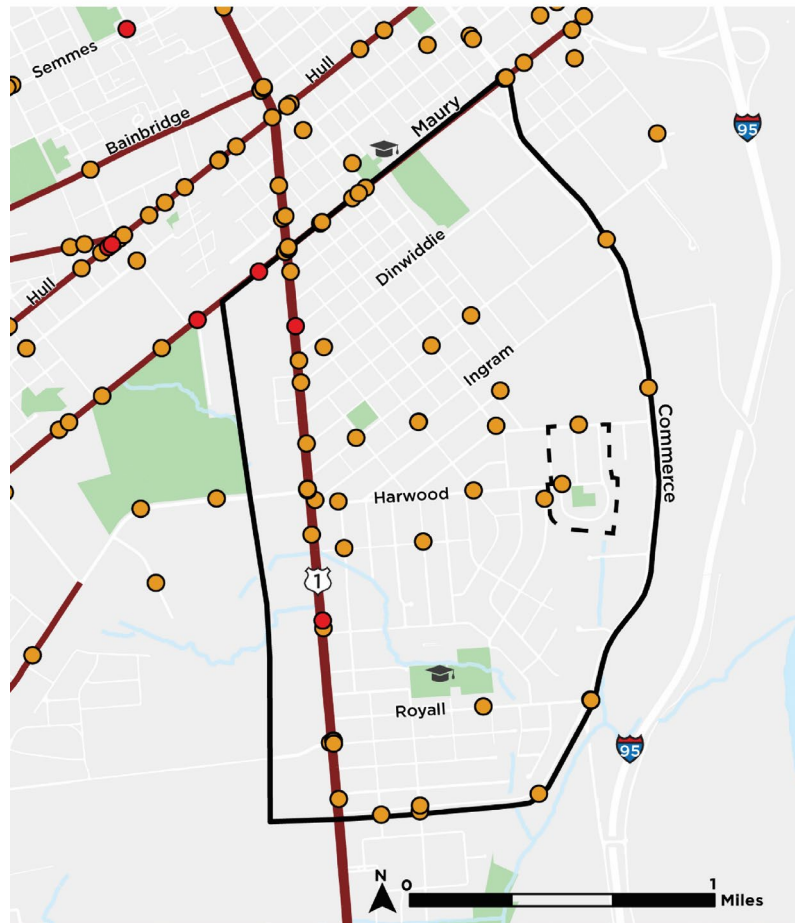 Semmes
Hull
Bainbridge
Maury
95
Dinwiddie
Hull
Ingram
Commerce
Harwood
1
Royall
95
N
0
1
Miles